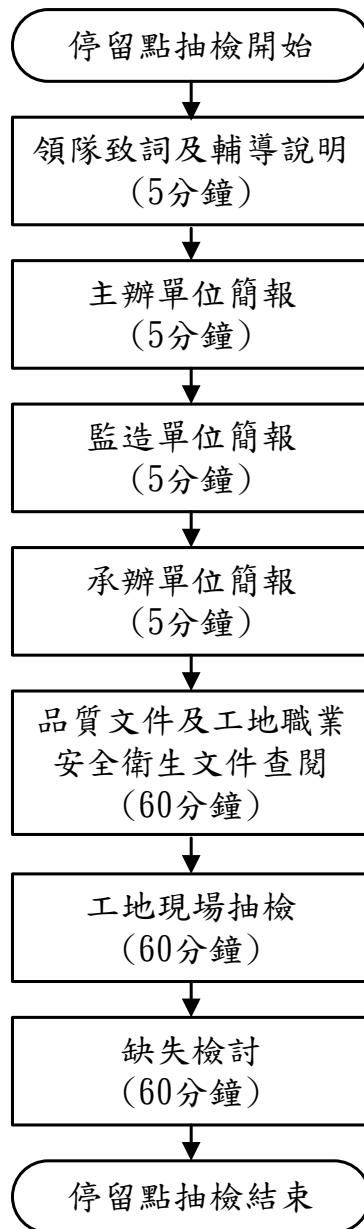 停留點抽檢開始
領隊致詞及輔導說明
(5分鐘)
主辦單位簡報
(5分鐘)
監造單位簡報
(5分鐘)
承辦單位簡報
(5分鐘)
品質文件及工地職業
安全衛生文件查閱
(60分鐘)
工地現場抽檢
(60分鐘)
缺失檢討
(60分鐘)
停留點抽檢結束